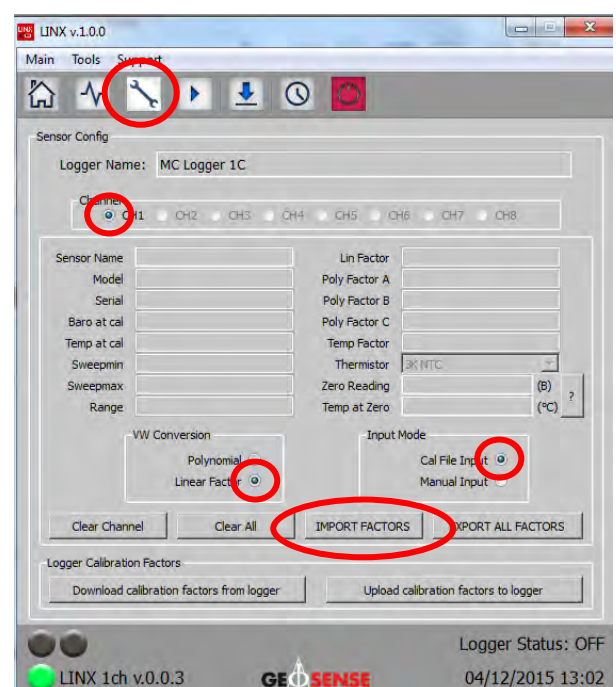 LINX v.1.0.0
Main Tools Support
Sensor Config
Logger Name: MC Logger 1C
Channel
CH1 CH2 CH3 CH4 CH5 CH6 CH7 CH8
Sensor Name Lin Factor
Model Poly Factor A
Serial Poly Factor B
Baro at cal Poly Factor C
Temp at cal Temp Factor
Sweepmin Thermistor 3K NTC
Sweepmax Zero Reading (B) ?
Range Temp at Zero (°C)
VW Conversion Input Mode
Polynomial Cal File Input
Linear Factor Manual Input
Clear Channel Clear All IMPORT FACTORS EXPORT ALL FACTORS
Logger Calibration Factors
Download calibration factors from logger Upload calibration factors to logger
Logger Status: OFF
LINX 1ch v.0.0.3 GEOSENSE 04/12/2015 13:02